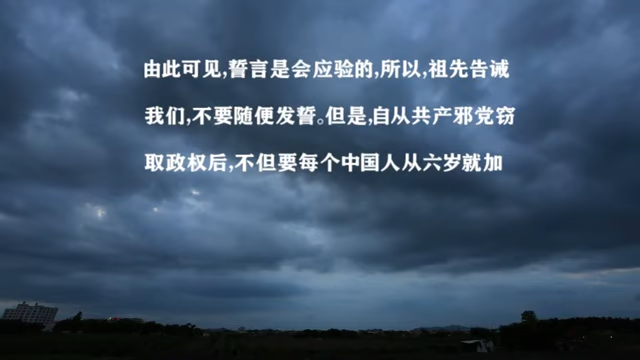 由此可见,誓言是会应验的,所以,祖先告诫
我们,不要随便发誓。但是,自从共产邪党窃
取政权后,不但要每个中国人从六岁就加